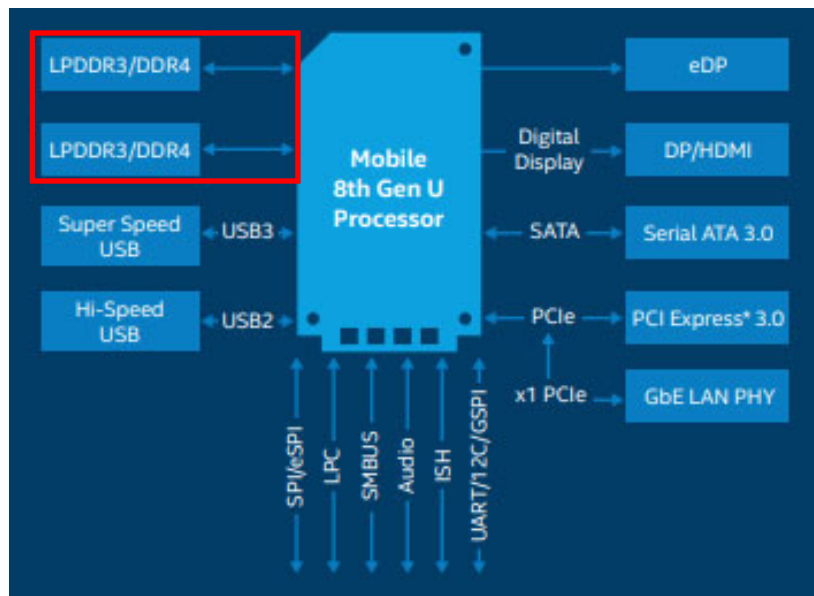 LPDDR3/DDR4
LPDDR3/DDR4
Super Speed
USB
USB3
Hi-Speed
USB
USB2
Mobile
8th Gen U
Processor
eDP
Digital
Display
DP/HDMI
SATA
Serial ATA 3.0
PCIe
PCI Express* 3.0
x1 PCIe
GbE LAN PHY
SPI/eSPI
LPC
SMBUS
Audio
ISH
UART/12C/GSPI